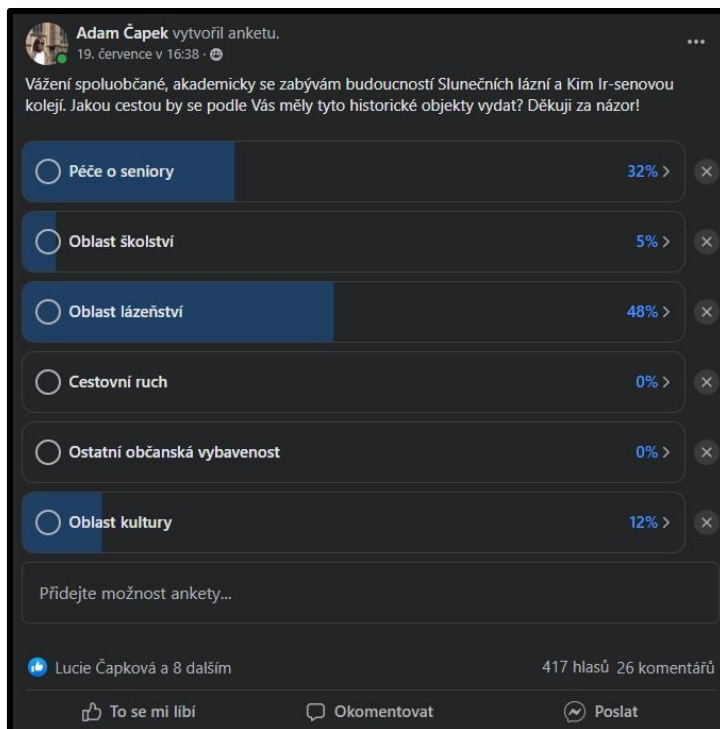 Adam Čapek vytvořil anketu.
19. července v 16:38 ·
Vážení spoluobčané, akademicky se zabývám budoucností Slunečních lázní a Kim Ir-senovou
kolejí. Jakou cestou by se podle Vás měly tyto historické objekty vydat? Děkuji za názor!
Péče o seniory 32% >
Oblast školství 5% >
Oblast lázeňství 48% >
Cestovní ruch 0% >
Ostatní občanská vybavenost 0% >
Oblast kultury 12% >
Přidejte možnost ankety...
Lucie Čapková a 8 dalším 417 hlasů 26 komentářů
To se mi líbí Okomentovat Poslat